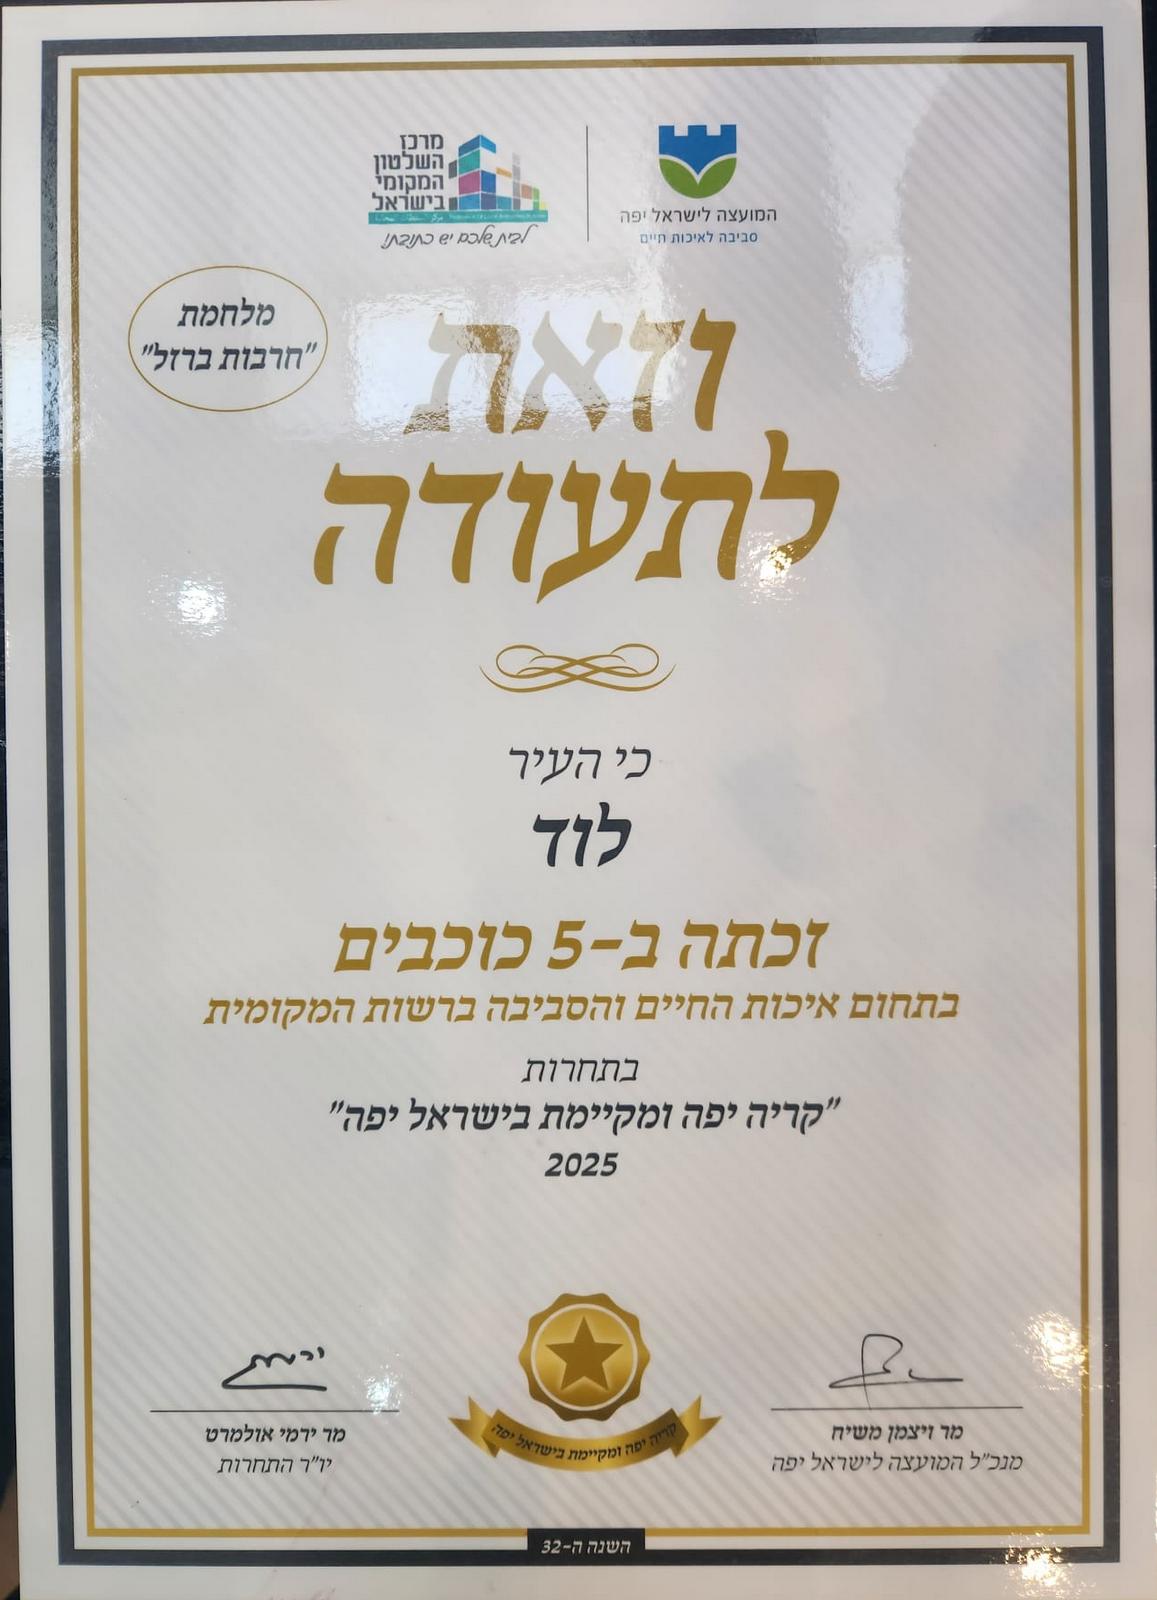 המועצה לישראל יפה
סביבה לאיכות חיים
מרכז
השלטון
המקומי
בישראל
לבית שלכם יש כתובת!
מלחמת
"חרבות ברזל"
וזאת
לתעודה
כי העיר
לוד
זכתה ב-5 כוכבים
בתחום איכות החיים והסביבה ברשות המקומית
בתחרות
"קריה יפה ומקיימת בישראל יפה"
2025
קריה יפה ומקיימת בישראל יפה
מר ויצמן משיח
מנכ"ל המועצה לישראל יפה
מר ירמי אולמרט
יו"ר התחרות
השנה ה-32